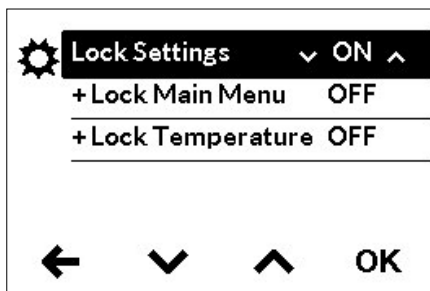 Lock Settings ON
+Lock Main Menu OFF
+Lock Temperature OFF
OK